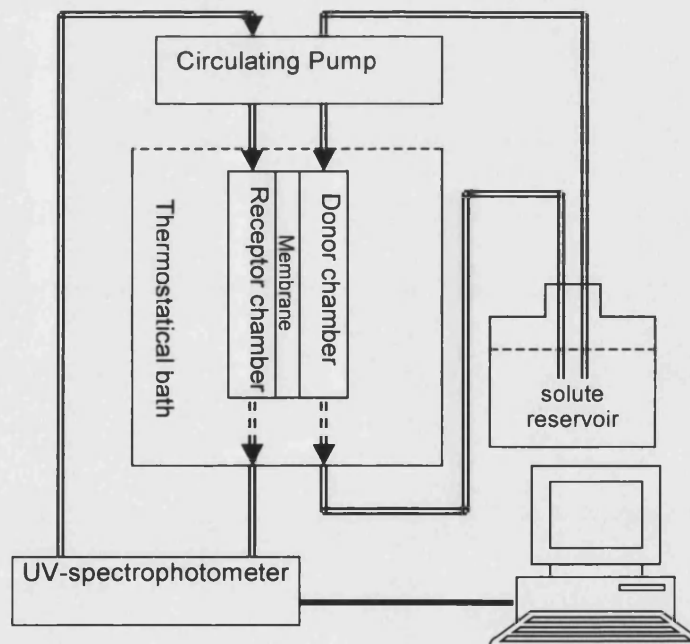 Circulating Pump
Thermostatical bath
Receptor chamber
Membrane
Donor chamber
solute
reservoir
UV-spectrophotometer